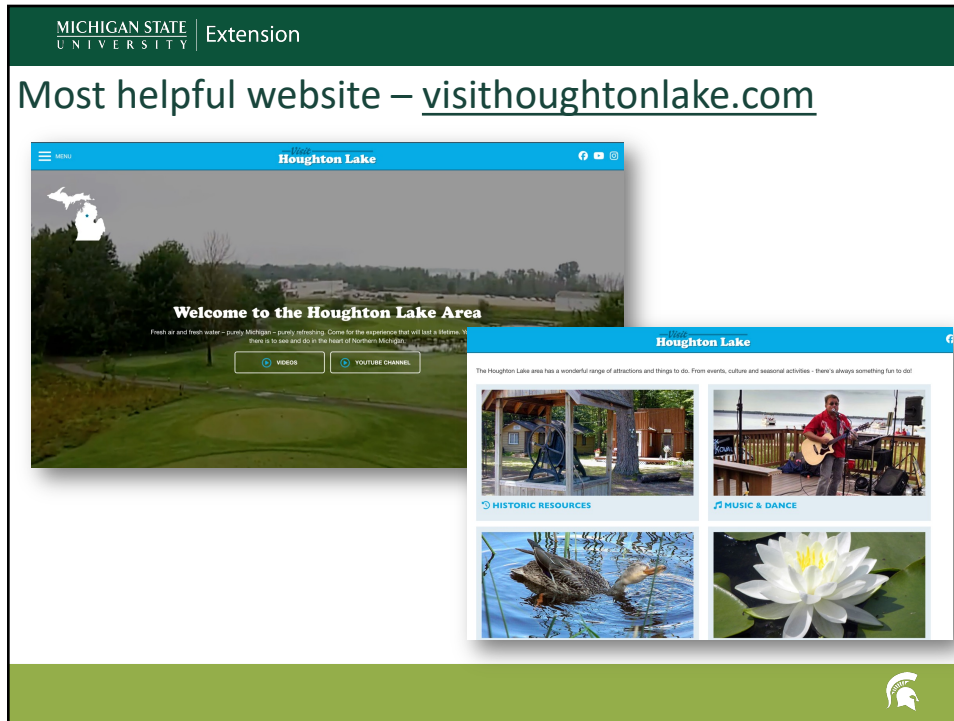 MICHIGAN STATE
UNIVERSITY
Extension
Most helpful website – visithoughtonlake.com
MENU
Visit
Houghton Lake
Welcome to the Houghton Lake Area
Fresh air and fresh water – purely Michigan – purely refreshing. Come for the experience that will last a lifetime.
there is to see and do in the heart of Northern Michigan.
VIDEOS
YOUTUBE CHANNEL
Visit
Houghton Lake
The Houghton Lake area has a wonderful range of attractions and things to do. From events, culture and seasonal activities - there's always something fun to do!
KOVAL
HISTORIC RESOURCES
MUSIC & DANCE